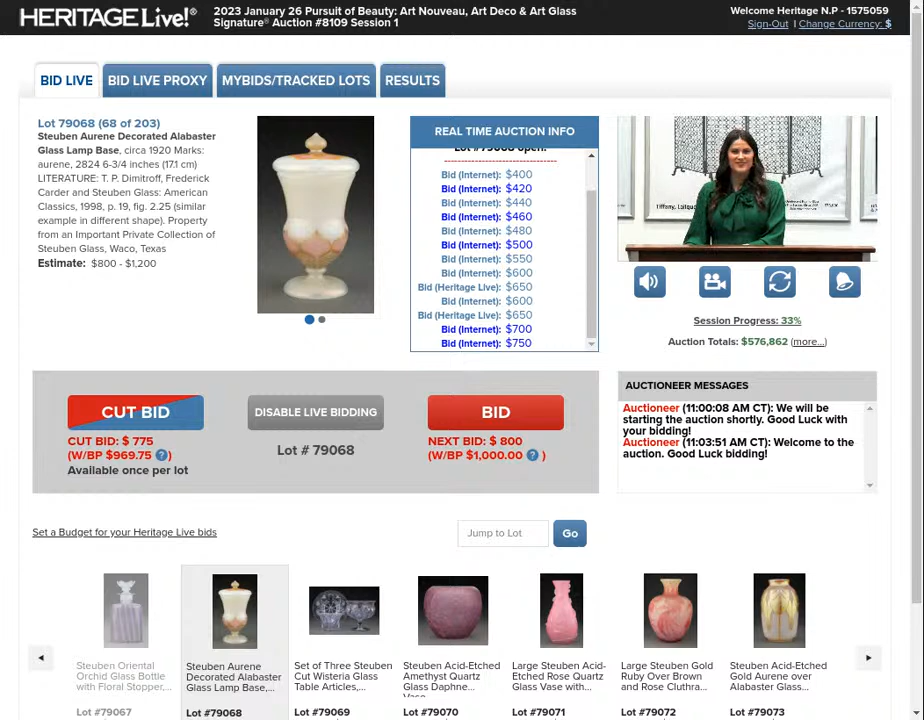 HERITAGE Live!®
2023 January 26 Pursuit of Beauty: Art Nouveau, Art Deco & Art Glass
Signature® Auction #8109 Session 1
Welcome Heritage N.P - 1575059
Sign-Out | Change Currency: $
BID LIVE
BID LIVE PROXY
MYBIDS/TRACKED LOTS
RESULTS
Lot 79068 (68 of 203)
Steuben Aurene Decorated Alabaster
Glass Lamp Base, circa 1920 Marks:
aurene, 2824 6-3/4 inches (17.1 cm)
LITERATURE: T. P. Dimitroff, Frederick
Carder and Steuben Glass: American
Classics, 1998, p. 19, fig. 2.25 (similar
example in different shape). Property
from an Important Private Collection of
Steuben Glass, Waco, Texas
Estimate: $800 - $1,200
REAL TIME AUCTION INFO
Lot #79068 open.
---------------------------------
Bid (Internet): $400
Bid (Internet): $420
Bid (Internet): $440
Bid (Internet): $460
Bid (Internet): $480
Bid (Internet): $500
Bid (Internet): $550
Bid (Internet): $600
Bid (Heritage Live): $650
Bid (Internet): $600
Bid (Heritage Live): $650
Bid (Internet): $700
Bid (Internet): $750
Session Progress: 33%
Auction Totals: $576,862 (more...)
CUT BID
CUT BID: $ 775
(W/BP $969.75 ? )
Available once per lot
DISABLE LIVE BIDDING
Lot # 79068
BID
NEXT BID: $ 800
(W/BP $1,000.00 ? )
AUCTIONEER MESSAGES
Auctioneer (11:00:08 AM CT): We will be
starting the auction shortly. Good Luck with
your bidding!
Auctioneer (11:03:51 AM CT): Welcome to the
auction. Good Luck bidding!
Set a Budget for your Heritage Live bids
Jump to Lot
Go
Steuben Oriental
Orchid Glass Bottle
with Floral Stopper,...
Lot #79067
Steuben Aurene
Decorated Alabaster
Glass Lamp Base,...
Lot #79068
Set of Three Steuben
Cut Wisteria Glass
Table Articles,...
Lot #79069
Steuben Acid-Etched
Amethyst Quartz
Glass Daphne...
Vase
Lot #79070
Large Steuben Acid-
Etched Rose Quartz
Glass Vase with...
Lot #79071
Large Steuben Gold
Ruby Over Brown
and Rose Cluthra...
Lot #79072
Steuben Acid-Etched
Gold Aurene over
Alabaster Glass...
Lot #79073